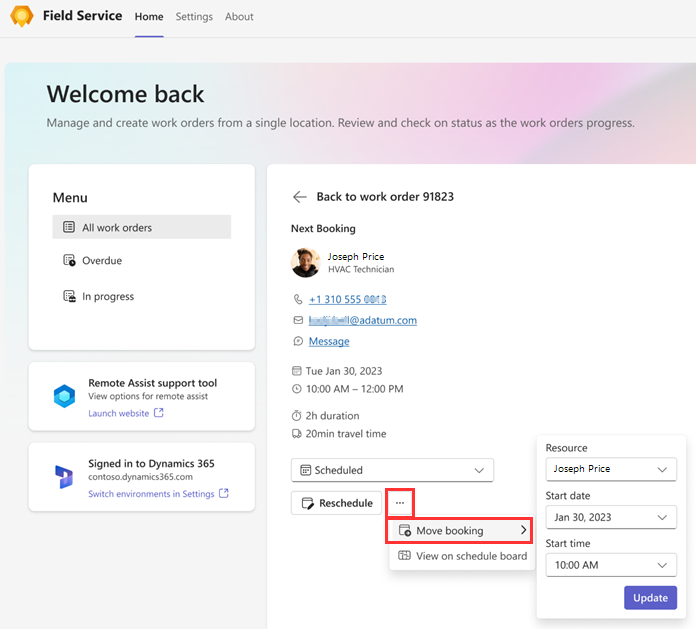 Field Service
Home
Settings
About
Welcome back
Manage and create work orders from a single location. Review and check on status as the work orders progress.
Menu
All work orders
Overdue
In progress
Remote Assist support tool
View options for remote assist
Launch website
Signed in to Dynamics 365
contoso.dynamics365.com
Switch environments in Settings
Back to work order 91823
Next Booking
Joseph Price
HVAC Technician
+1 310 555
@adatum.com
Message
Tue Jan 30, 2023
10:00 AM – 12:00 PM
2h duration
20min travel time
Scheduled
Reschedule
...
Move booking
View on schedule board
Resource
Joseph Price
Start date
Jan 30, 2023
Start time
10:00 AM
Update